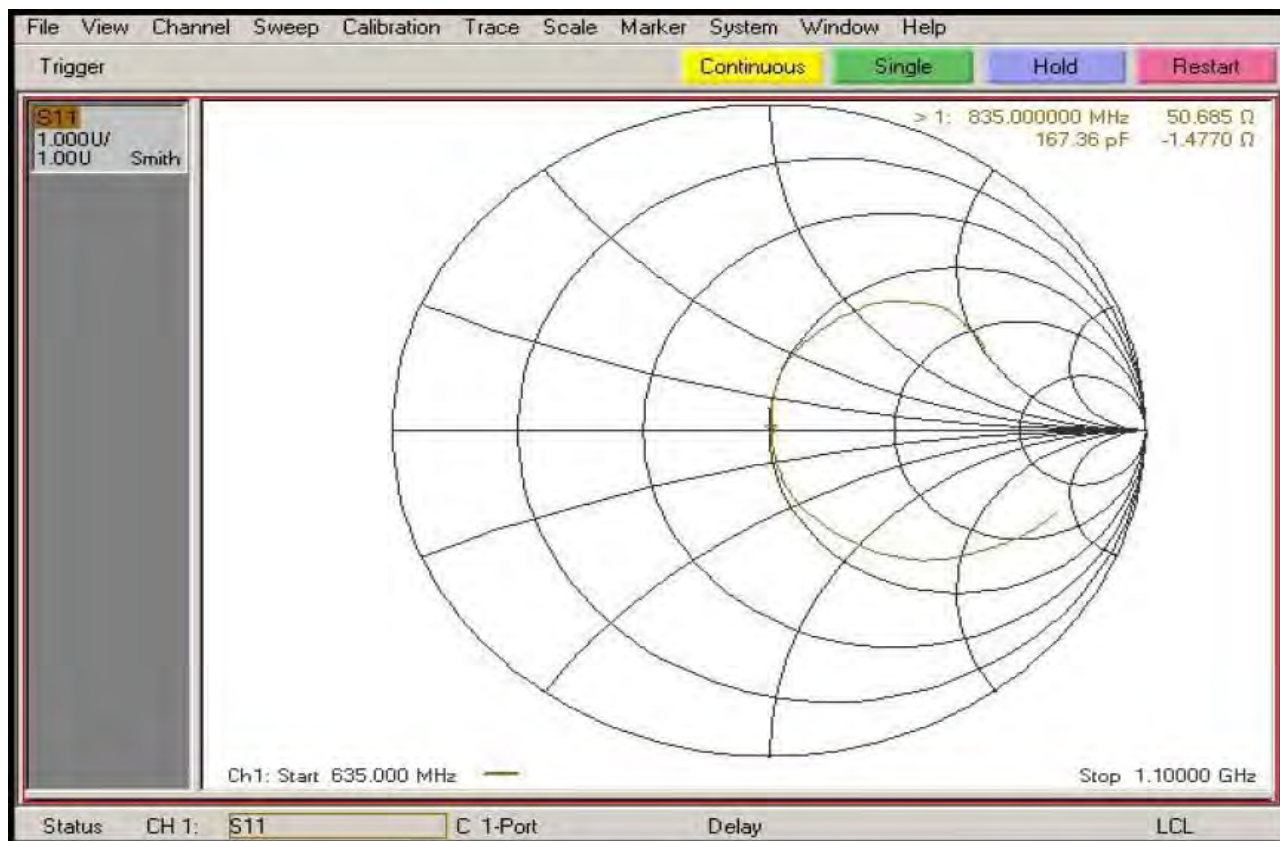 File View Channel Sweep Calibration Trace Scale Marker System Window Help
Trigger Continuous Single Hold Restart
S11
1.000U/
1.00U Smith
> 1: 835.000000 MHz 50.685 Ω
167.36 pF -1.4770 Ω
Ch1: Start 635.000 MHz Stop 1.10000 GHz
Status CH 1: S11 C 1-Port Delay LCL